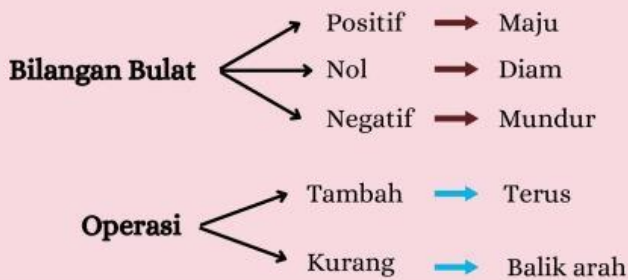 Positif Maju
Bilangan Bulat Nol Diam
Negatif Mundur
Tambah Terus
Operasi
Kurang Balik arah